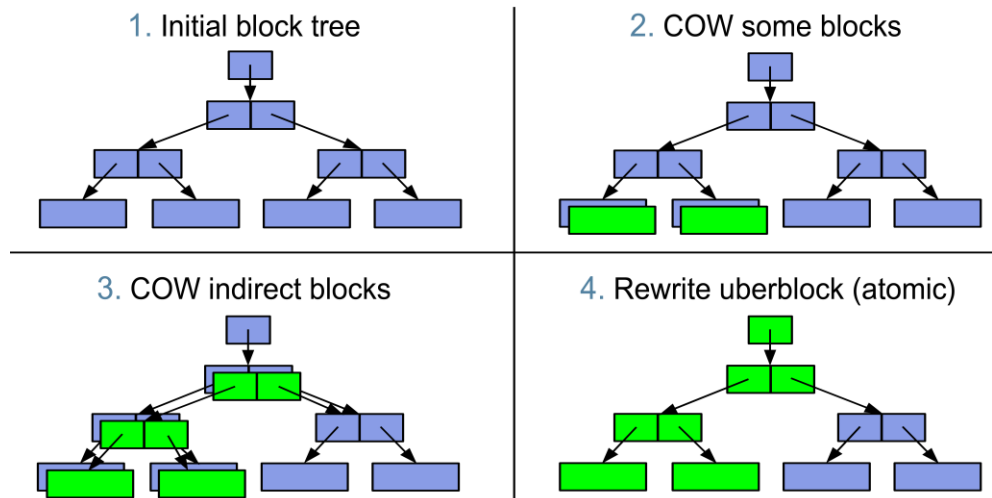 1. Initial block tree
2. COW some blocks
3. COW indirect blocks
4. Rewrite uberblock (atomic)